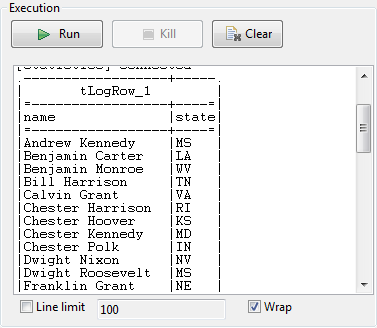 Execution
Run Kill Clear
[statistics] connected
.------------------+-----.
|       tLogRow_1        |
|=-----------------+----=|
|name              |state|
|=-----------------+----=|
|Andrew Kennedy    |MS
|Benjamin Carter   |LA
|Benjamin Monroe   |WV
|Bill Harrison     |TN
|Calvin Grant      |VA
|Chester Harrison  |RI
|Chester Hoover    |KS
|Chester Kennedy   |MD
|Chester Polk      |IN
|Dwight Nixon      |NV
|Dwight Roosevelt  |MS
|Franklin Grant    |NE
Line limit 100 Wrap